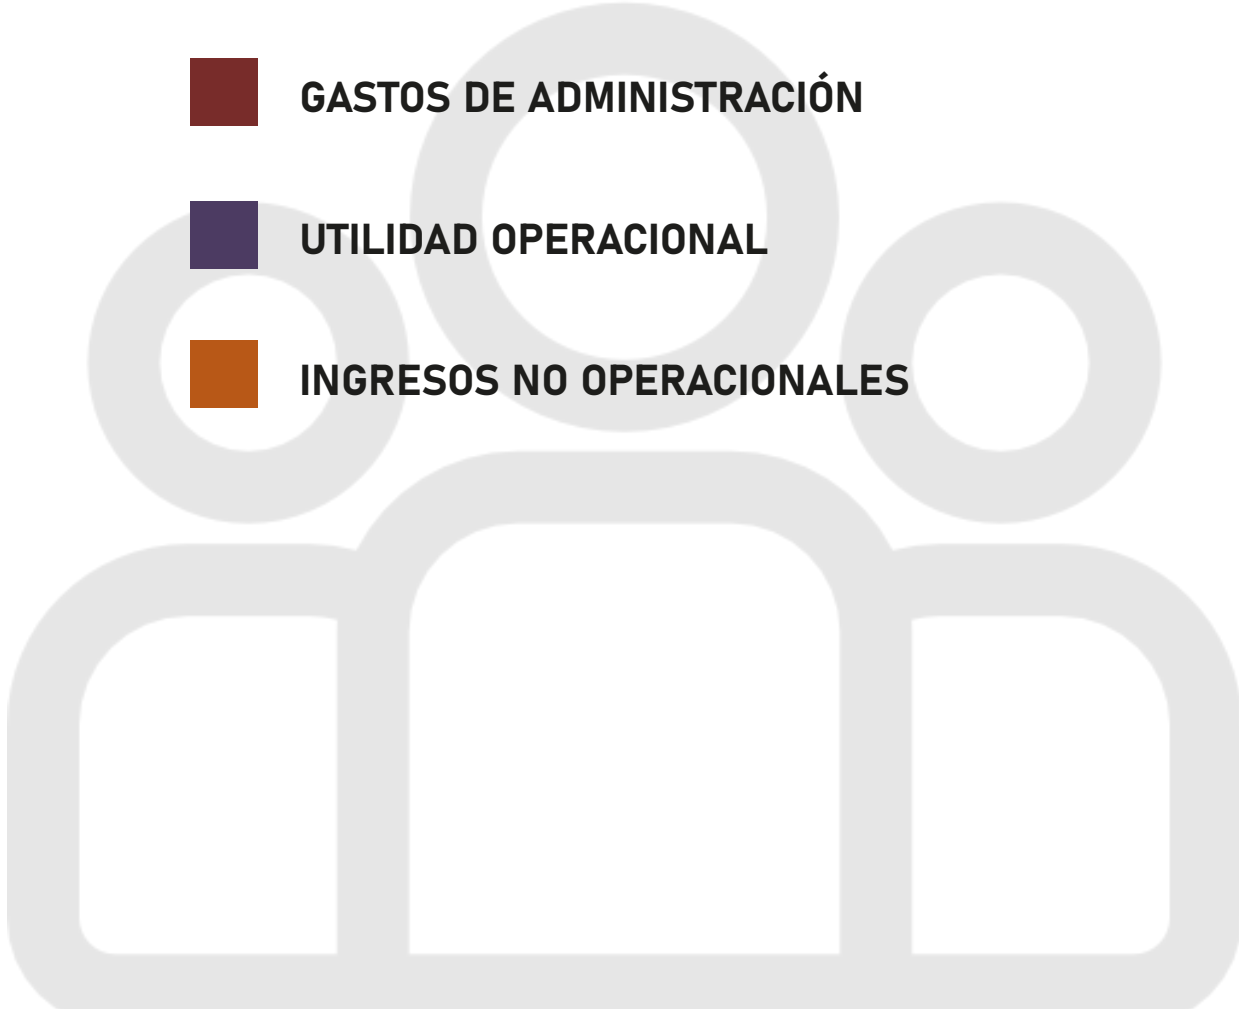 GASTOS DE ADMINISTRACIÓN
UTILIDAD OPERACIONAL
INGRESOS NO OPERACIONALES